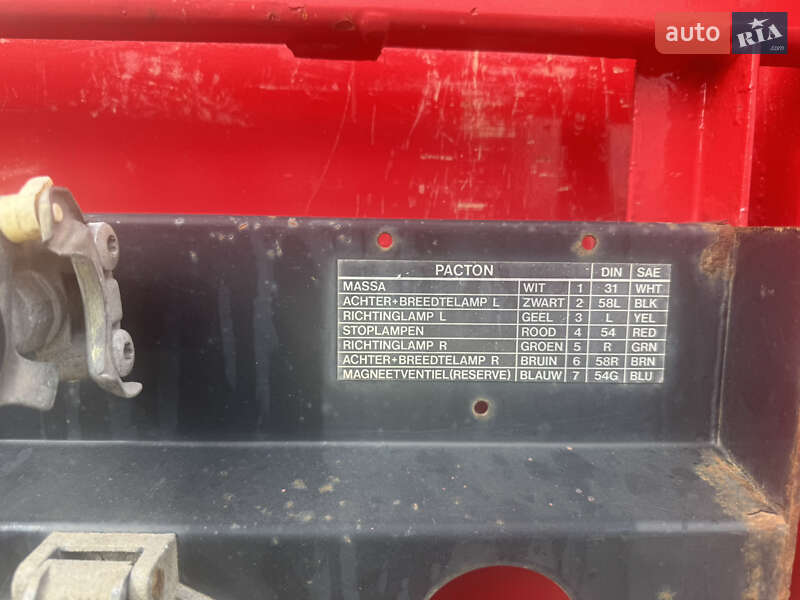 auto RIA .com
PACTON DIN SAE
MASSA WIT 1 31 WHT
ACHTER+BREEDTELAMP L ZWART 2 58L BLK
RICHTINGLAMP L GEEL 3 L YEL
STOPLAMPEN ROOD 4 54 RED
RICHTINGLAMP R GROEN 5 R GRN
ACHTER+BREEDTELAMP R BRUIN 6 58R BRN
MAGNEETVENTIEL(RESERVE) BLAUW 7 54G BLU